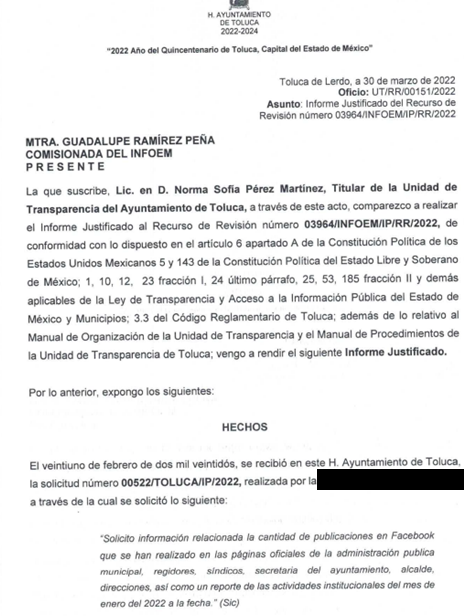 H. AYUNTAMIENTO
DE TOLUCA
2022-2024
“2022 Año del Quincentenario de Toluca, Capital del Estado de México”
Toluca de Lerdo, a 30 de marzo de 2022
Oficio: UT/RR/00151/2022
Asunto: Informe Justificado del Recurso de
Revisión número 03964/INFOEM/IP/RR/2022
MTRA. GUADALUPE RAMÍREZ PEÑA
COMISIONADA DEL INFOEM
P R E S E N T E
La que suscribe, Lic. en D. Norma Sofía Pérez Martínez, Titular de la Unidad de
Transparencia del Ayuntamiento de Toluca, a través de este acto, comparezco a realizar
el Informe Justificado al Recurso de Revisión número 03964/INFOEM/IP/RR/2022, de
conformidad con lo dispuesto en el artículo 6 apartado A de la Constitución Política de los
Estados Unidos Mexicanos 5 y 143 de la Constitución Política del Estado Libre y Soberano
de México; 1, 10, 12, 23 fracción I, 24 último párrafo, 25, 53, 185 fracción II y demás
aplicables de la Ley de Transparencia y Acceso a la Información Pública del Estado de
México y Municipios; 3.3 del Código Reglamentario de Toluca; además de lo relativo al
Manual de Organización de la Unidad de Transparencia y el Manual de Procedimientos de
la Unidad de Transparencia de Toluca; vengo a rendir el siguiente Informe Justificado.
Por lo anterior, expongo los siguientes:
HECHOS
El veintiuno de febrero de dos mil veintidós, se recibió en este H. Ayuntamiento de Toluca,
la solicitud número 00522/TOLUCA/IP/2022, realizada por la
a través de la cual se solicitó lo siguiente:
“Solicito información relacionada la cantidad de publicaciones en Facebook
que se han realizado en las páginas oficiales de la administración publica
municipal, regidores, síndicos, secretaria del ayuntamiento, alcalde,
direcciones, así como un reporte de las actividades institucionales del mes de
enero del 2022 a la fecha.” (Sic)